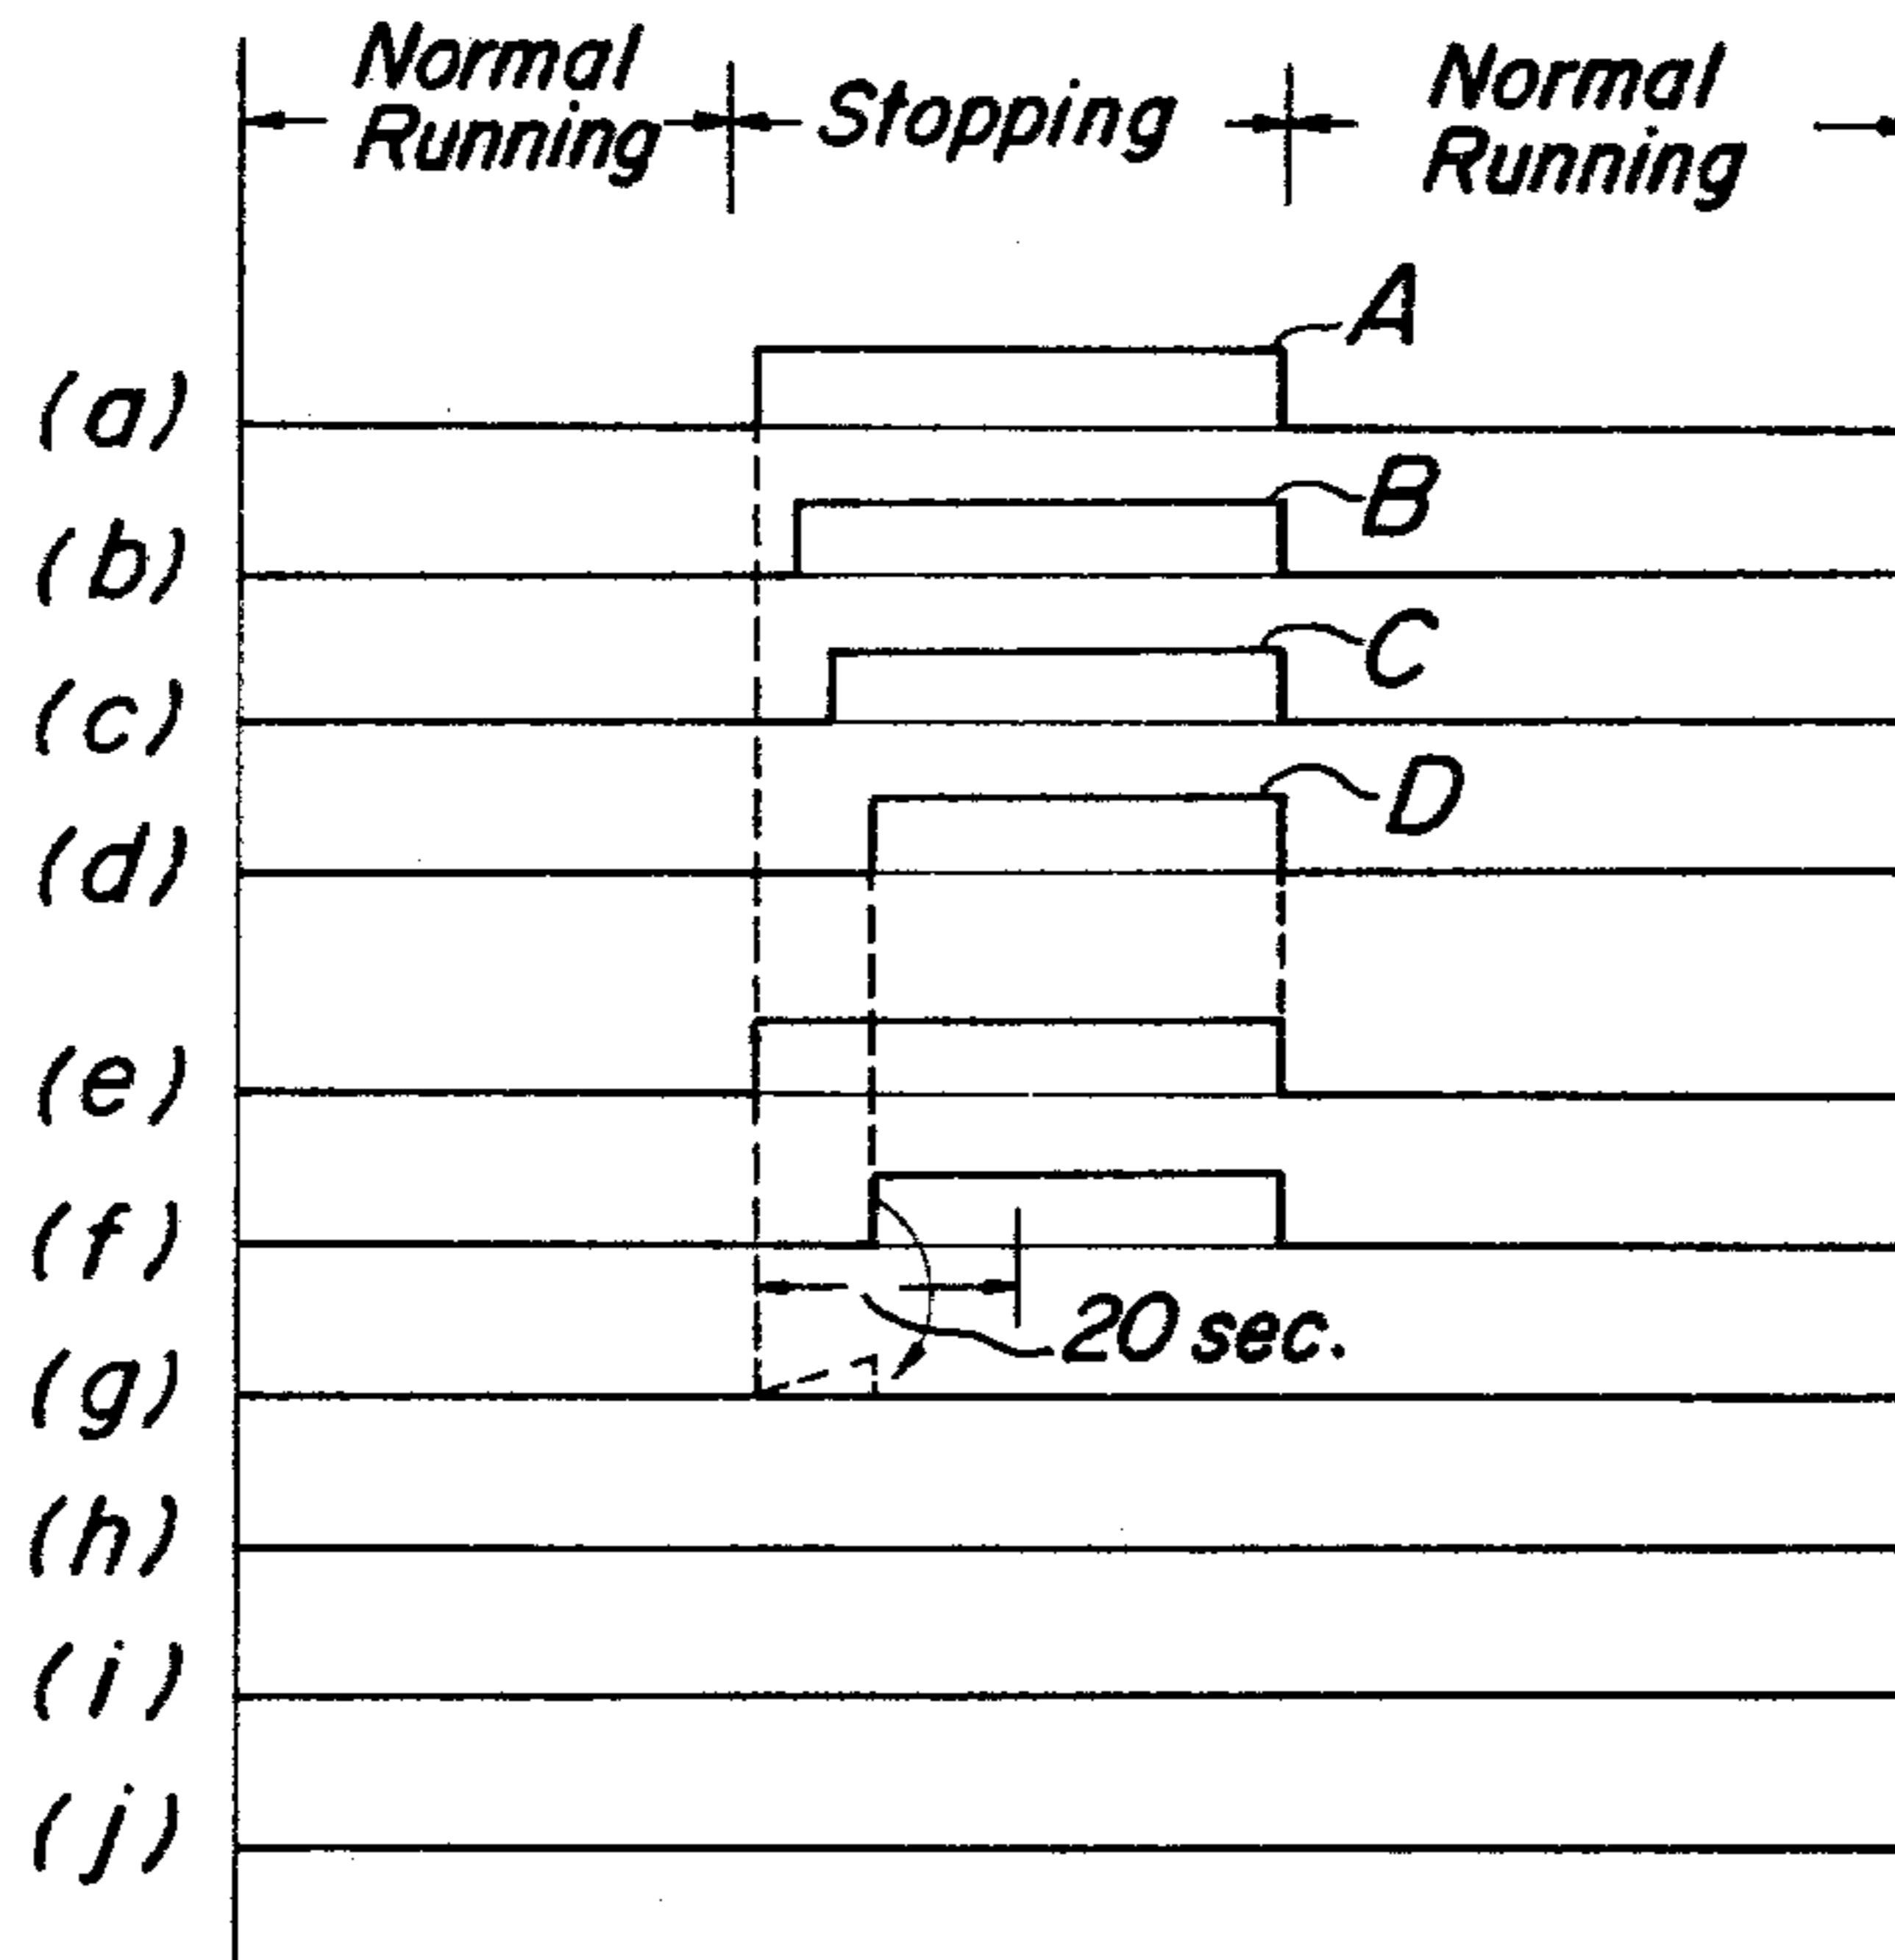 Normal
Running
Stopping
Normal
Running
A
(a)
B
(b)
C
(c)
D
(d)
(e)
(f)
20 sec.
(g)
(h)
(i)
(j)